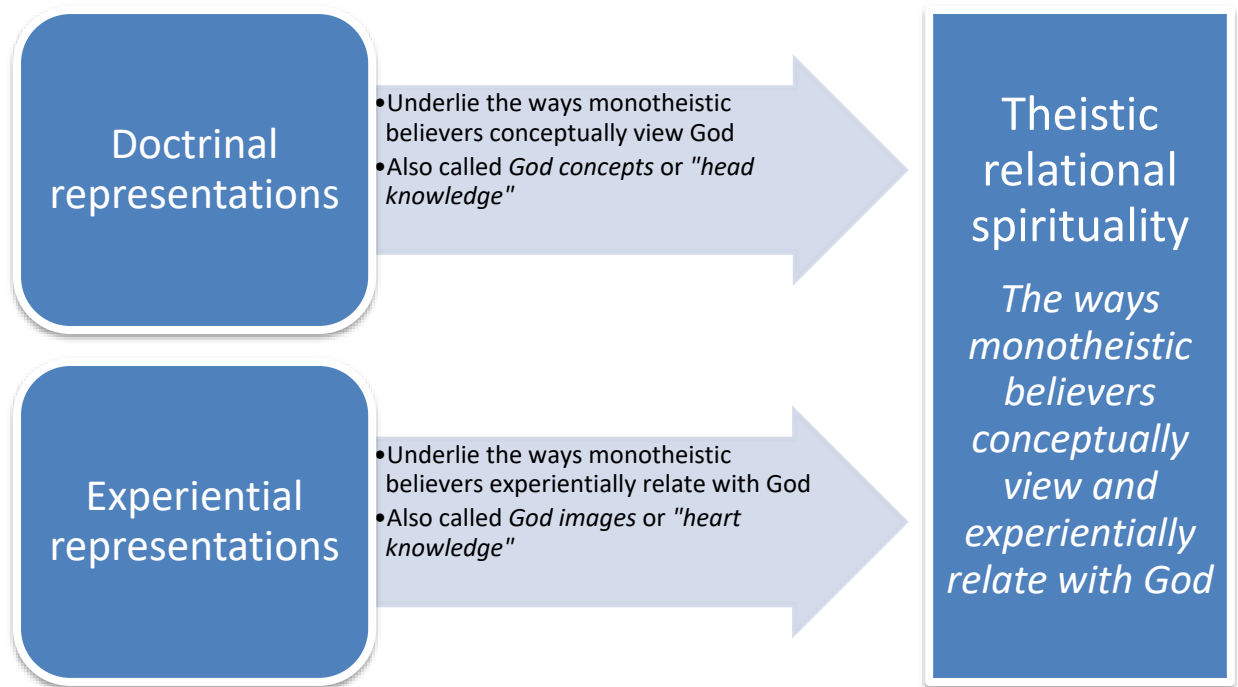 Doctrinal
representations
•Underlie the ways monotheistic
believers conceptually view God
•Also called God concepts or "head
knowledge"
Experiential
representations
•Underlie the ways monotheistic
believers experientially relate with God
•Also called God images or "heart
knowledge"
Theistic
relational
spirituality
The ways
monotheistic
believers
conceptually
view and
experientially
relate with God